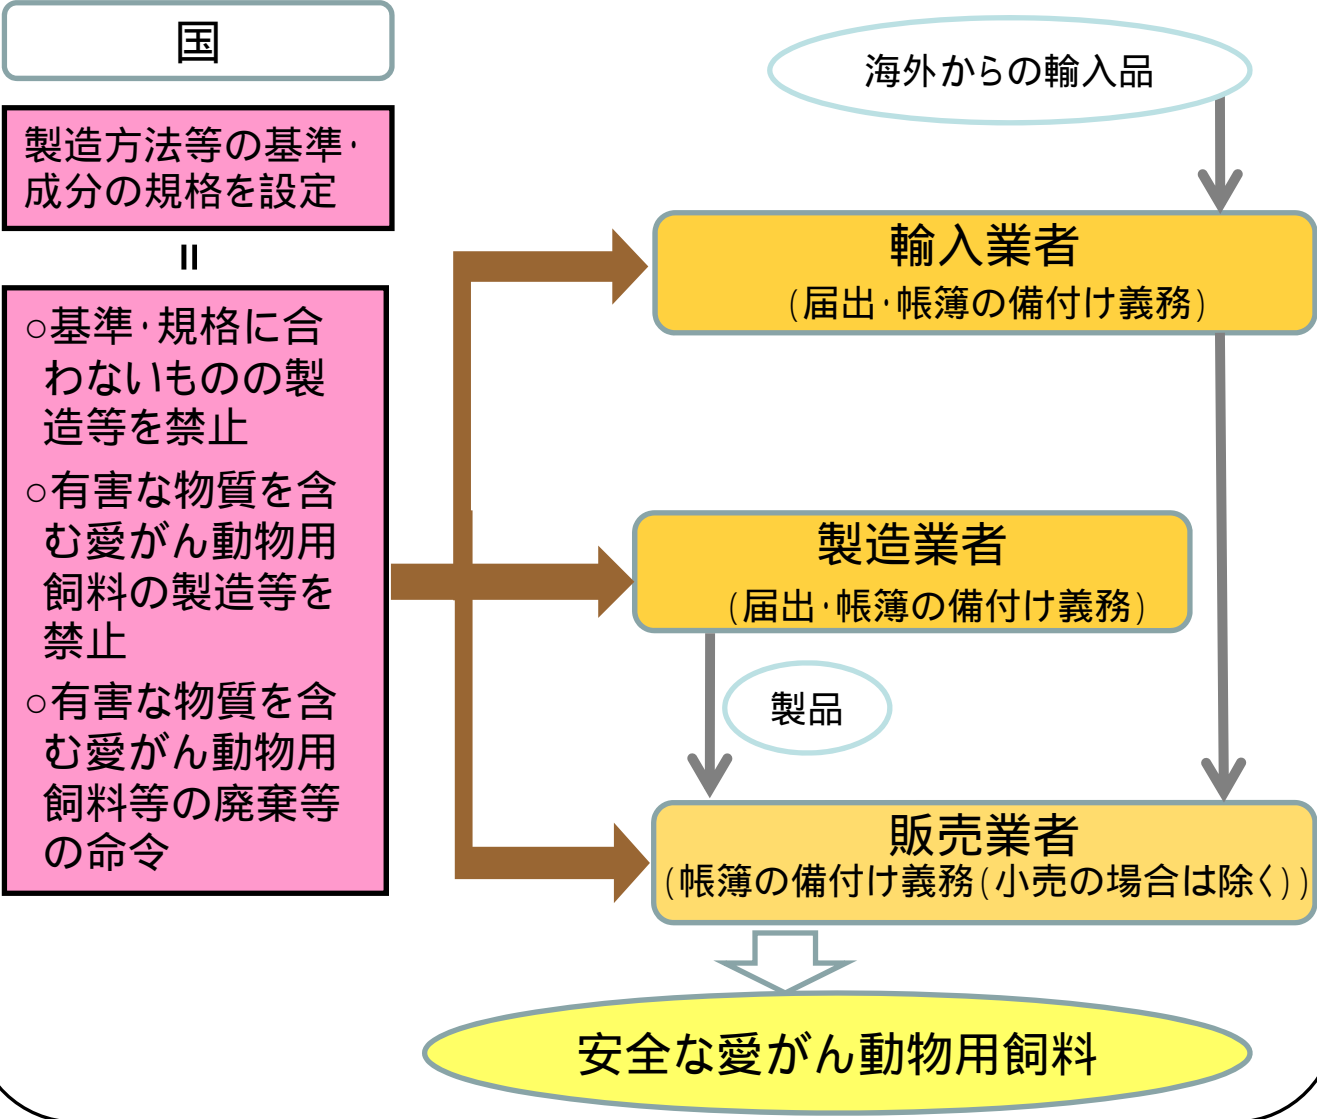 国
製造方法等の基準・
成分の規格を設定
=
○基準・規格に合
わないものの製
造等を禁止
○有害な物質を含
む愛がん動物用
飼料の製造等を
禁止
○有害な物質を含
む愛がん動物用
飼料等の廃棄等
の命令
海外からの輸入品
輸入業者
(届出・帳簿の備付け義務)
製造業者
(届出・帳簿の備付け義務)
製品
販売業者
(帳簿の備付け義務(小売の場合は除く))
安全な愛がん動物用飼料